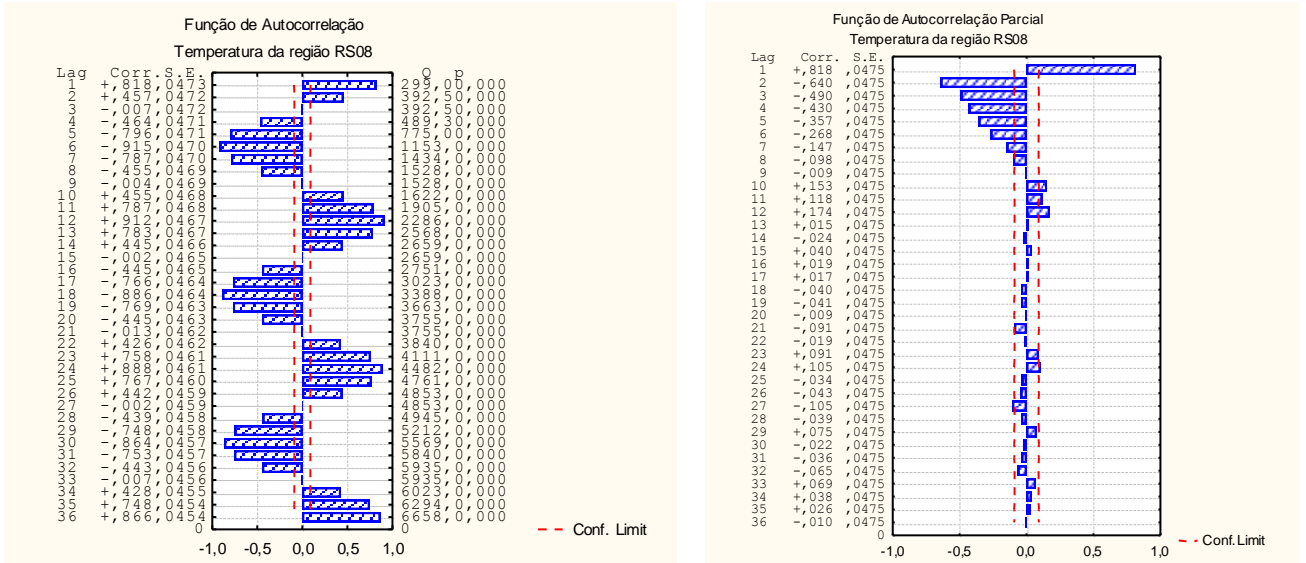 Função de Autocorrelação
Temperatura da região RS08
Lag Corr. S.E. Q p
1 +,818 ,0473 299,0 0,000
2 +,457 ,0472 392,5 0,000
3 -,007 ,0472 392,5 0,000
4 -,464 ,0471 489,3 0,000
5 -,796 ,0471 775,0 0,000
6 -,915 ,0470 1153, 0,000
7 -,787 ,0470 1434, 0,000
8 -,455 ,0469 1528, 0,000
9 -,004 ,0469 1528, 0,000
10 +,455 ,0468 1622, 0,000
11 +,787 ,0468 1905, 0,000
12 +,912 ,0467 2286, 0,000
13 +,783 ,0467 2568, 0,000
14 +,445 ,0466 2659, 0,000
15 -,002 ,0465 2659, 0,000
16 -,445 ,0465 2751, 0,000
17 -,766 ,0464 3023, 0,000
18 -,886 ,0464 3388, 0,000
19 -,769 ,0463 3663, 0,000
20 -,445 ,0463 3755, 0,000
21 -,013 ,0462 3755, 0,000
22 +,426 ,0462 3840, 0,000
23 +,758 ,0461 4111, 0,000
24 +,888 ,0461 4482, 0,000
25 +,767 ,0460 4761, 0,000
26 +,442 ,0459 4853, 0,000
27 -,002 ,0459 4853, 0,000
28 -,439 ,0458 4945, 0,000
29 -,748 ,0458 5212, 0,000
30 -,864 ,0457 5569, 0,000
31 -,753 ,0457 5840, 0,000
32 -,443 ,0456 5935, 0,000
33 -,007 ,0456 5935, 0,000
34 +,428 ,0455 6023, 0,000
35 +,748 ,0454 6294, 0,000
36 +,866 ,0454 6658, 0,000
0 0
-1,0 -0,5 0,0 0,5 1,0
Conf. Limit
Função de Autocorrelação Parcial
Temperatura da região RS08
Lag Corr. S.E.
1 +,818 ,0475
2 -,640 ,0475
3 -,490 ,0475
4 -,430 ,0475
5 -,357 ,0475
6 -,268 ,0475
7 -,147 ,0475
8 -,098 ,0475
9 -,009 ,0475
10 +,153 ,0475
11 +,118 ,0475
12 +,174 ,0475
13 +,015 ,0475
14 -,024 ,0475
15 +,040 ,0475
16 +,019 ,0475
17 +,017 ,0475
18 -,040 ,0475
19 -,041 ,0475
20 -,009 ,0475
21 -,091 ,0475
22 -,019 ,0475
23 +,091 ,0475
24 +,105 ,0475
25 -,034 ,0475
26 -,043 ,0475
27 -,105 ,0475
28 -,039 ,0475
29 +,075 ,0475
30 -,022 ,0475
31 -,036 ,0475
32 -,065 ,0475
33 +,069 ,0475
34 +,038 ,0475
35 +,026 ,0475
36 -,010 ,0475
0
-1,0 -0,5 0,0 0,5 1,0
Conf. Limit